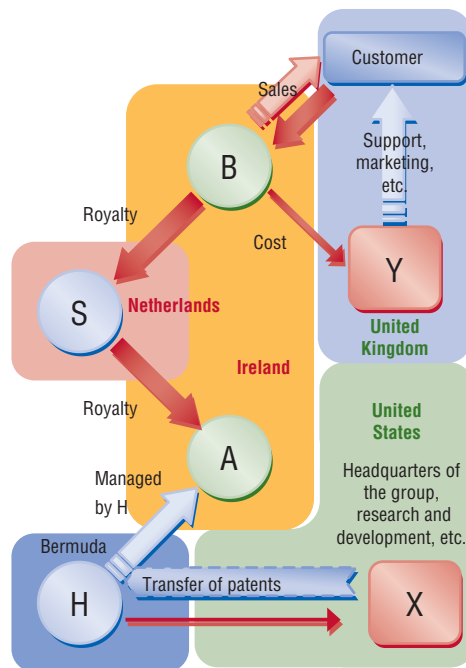 Customer
Sales
B
Support,
marketing,
etc.
Royalty
Cost
Y
S
Netherlands
United
Kingdom
Ireland
Royalty
United
States
A
Managed
by H
Headquarters of
the group,
research and
development, etc.
Bermuda
H
Transfer of patents
X